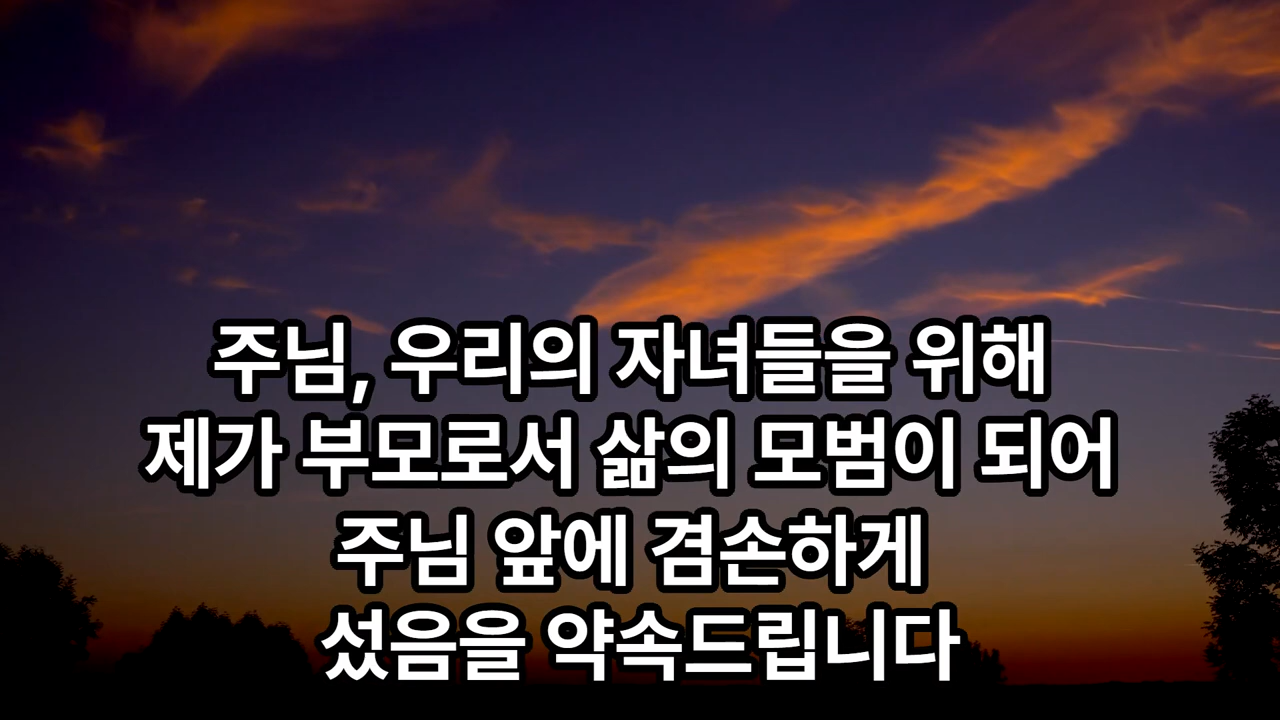 주님, 우리의 자녀들을 위해
제가 부모로서 삶의 모범이 되어
주님 앞에 겸손하게
섰음을 약속드립니다